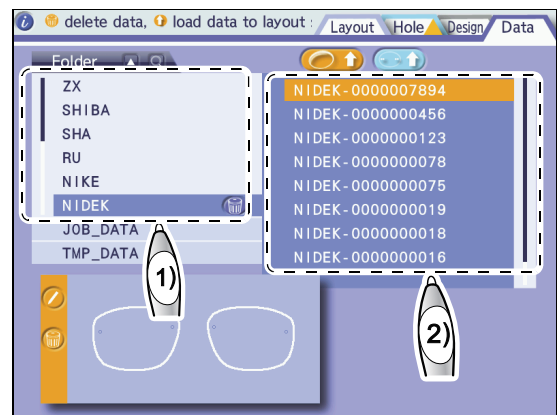 delete data, load data to layout :
Layout Hole Design Data
Folder
ZX
SHIBA
SHA
RU
NIKE
NIDEK
JOB_DATA
TMP_DATA
1)
NIDEK-0000007894
NIDEK-0000000456
NIDEK-0000000123
NIDEK-0000000078
NIDEK-0000000075
NIDEK-0000000019
NIDEK-0000000018
NIDEK-0000000016
2)